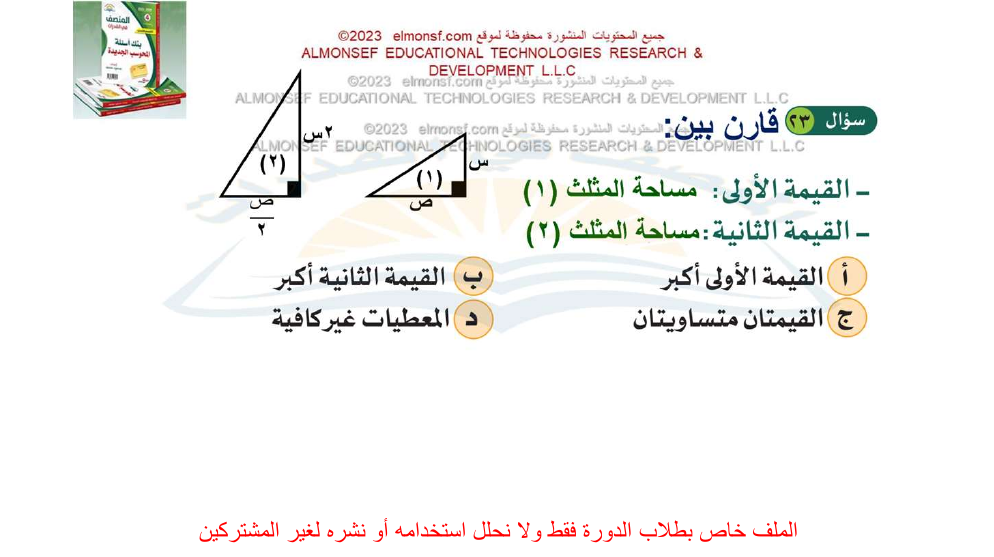 المنصف
في القدرات
بنك أسئلة
المحوسب الجديدة
جميع المحتويات المنشورة محفوظة لموقع elmonsf.com ©2023
ALMONSEF EDUCATIONAL TECHNOLOGIES RESEARCH &
DEVELOPMENT L.L.C
جميع المحتويات المنشورة محفوظة لموقع elmonsf.com ©2023
ALMONSEF EDUCATIONAL TECHNOLOGIES RESEARCH & DEVELOPMENT L.L.C
جميع المحتويات المنشورة محفوظة لموقع elmonsf.com ©2023
ALMONSEF EDUCATIONAL TECHNOLOGIES RESEARCH & DEVELOPMENT L.L.C
سؤال ٢٣ قارن بين:
س
(١)
ص
٢س
(٢)
ص
٢
- القيمة الأولى: مساحة المثلث (١)
- القيمة الثانية: مساحة المثلث (٢)
أ القيمة الأولى أكبر
ب القيمة الثانية أكبر
ج القيمتان متساويتان
د المعطيات غير كافية
الملف خاص بطلاب الدورة فقط ولا نحلل استخدامه أو نشره لغير المشتركين